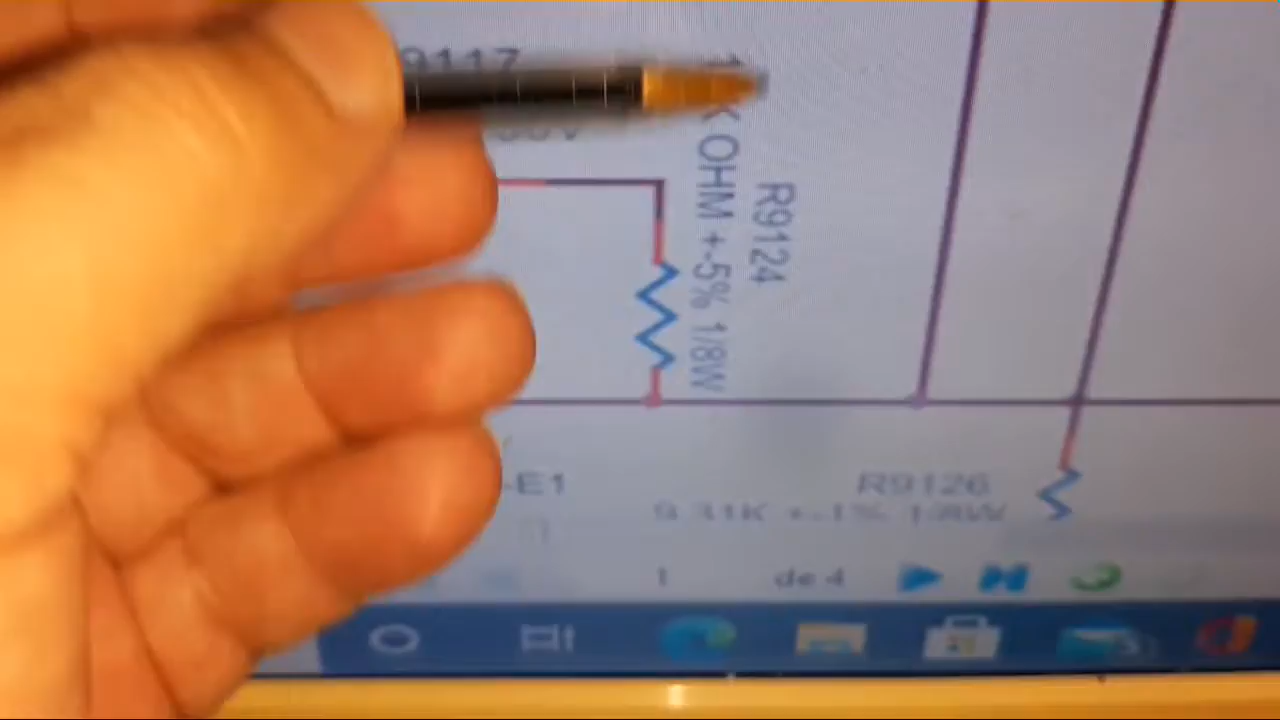 9117
K OHM +-5% 1/8W
R9124
-E1
R9126
9.31K +-1% 1/8W
1 de 4